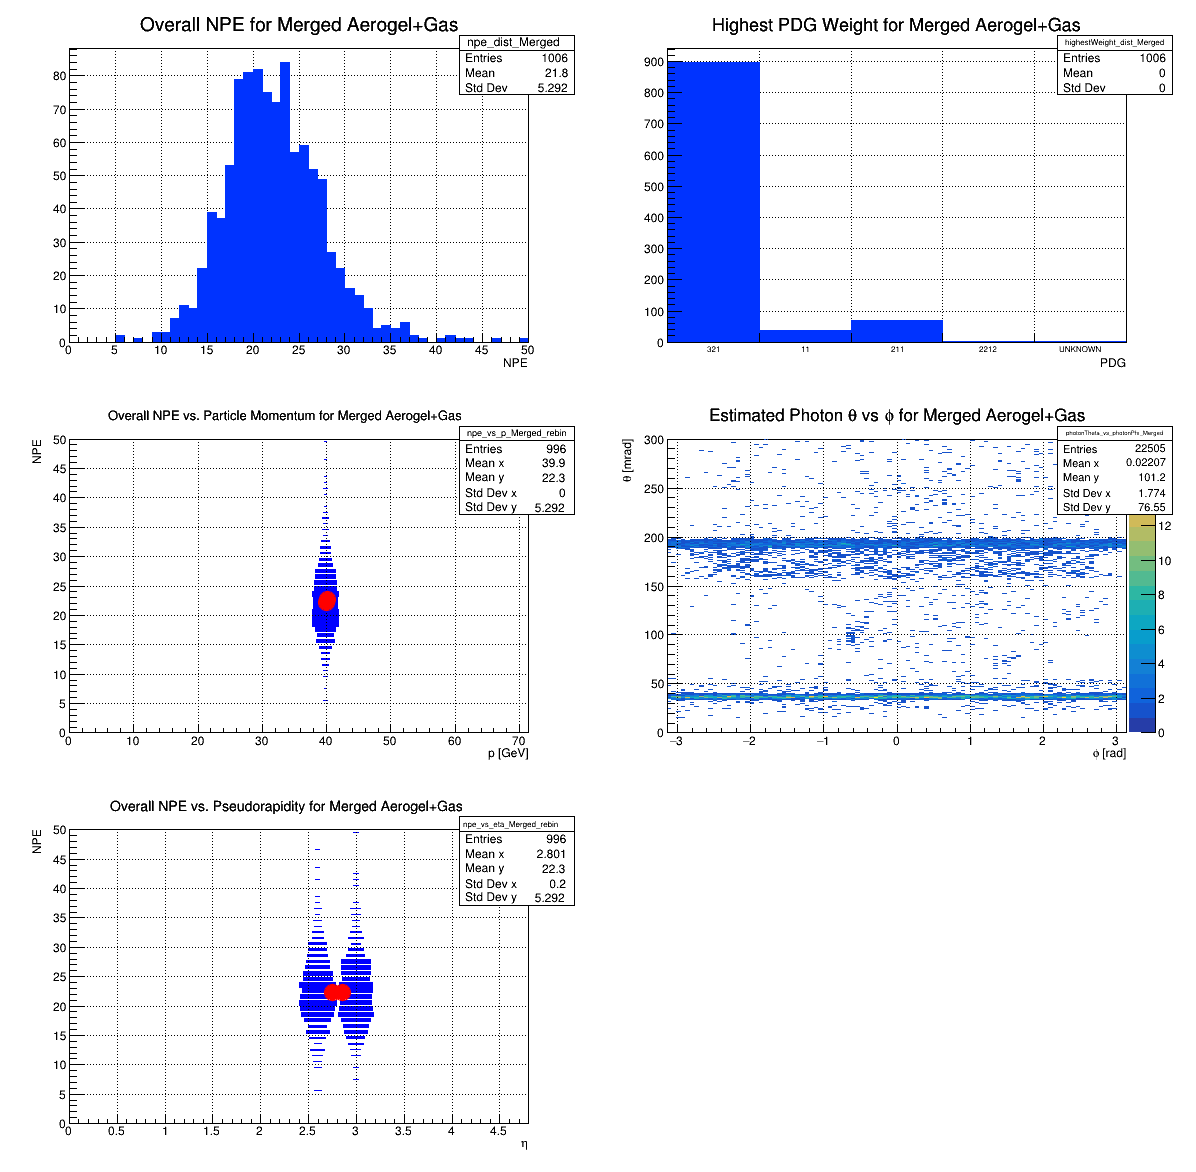 Overall NPE for Merged Aerogel+Gas
npe_dist_Merged
Entries 1006
Mean 21.8
Std Dev 5.292
80
70
60
50
40
30
20
10
0
0 5 10 15 20 25 30 35 40 45 50
NPE
Highest PDG Weight for Merged Aerogel+Gas
highestWeight_dist_Merged
Entries 1006
Mean 0
Std Dev 0
900
800
700
600
500
400
300
200
100
0
321 11 211 2212 UNKNOWN
PDG
Overall NPE vs. Particle Momentum for Merged Aerogel+Gas
npe_vs_p_Merged_rebin
Entries 996
Mean x 39.9
Mean y 22.3
Std Dev x 0
Std Dev y 5.292
NPE
50
45
40
35
30
25
20
15
10
5
0
0 10 20 30 40 50 60 70
p [GeV]
Estimated Photon θ vs ϕ for Merged Aerogel+Gas
photonTheta_vs_photonPhi_Merged
Entries 22505
Mean x 0.02207
Mean y 101.2
Std Dev x 1.774
Std Dev y 76.55
θ [mrad]
300
250
200
150
100
50
0
−3 −2 −1 0 1 2 3
ϕ [rad]
12
10
8
6
4
2
0
Overall NPE vs. Pseudorapidity for Merged Aerogel+Gas
npe_vs_eta_Merged_rebin
Entries 996
Mean x 2.801
Mean y 22.3
Std Dev x 0.2
Std Dev y 5.292
NPE
50
45
40
35
30
25
20
15
10
5
0
0 0.5 1 1.5 2 2.5 3 3.5 4 4.5
η